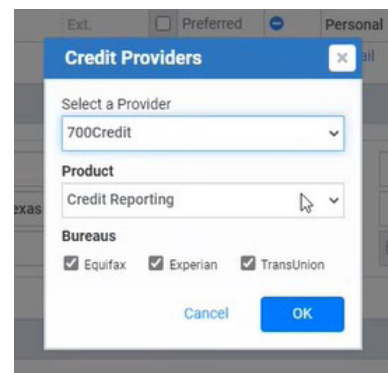 Ext. Preferred Personal
Credit Providers
ail
Select a Provider
700Credit
Product
Credit Reporting
exas
Bureaus
Equifax Experian TransUnion
Cancel OK